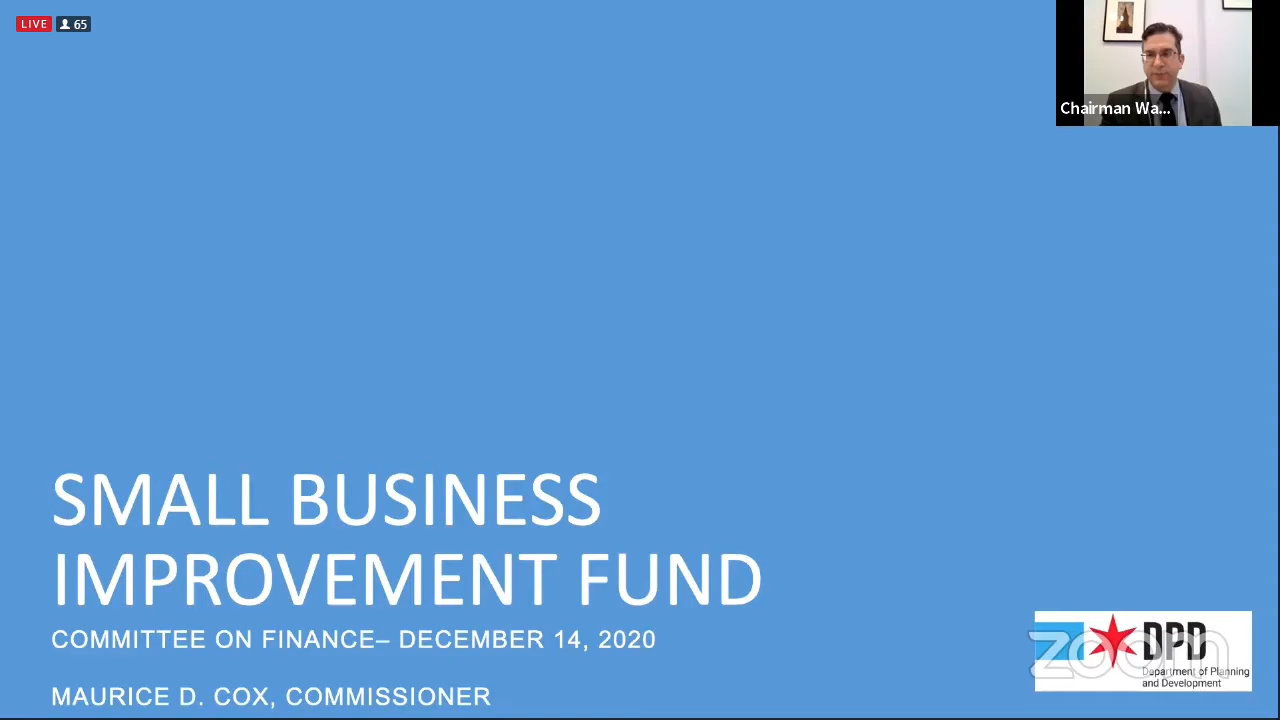 LIVE 65
Chairman Wa...
SMALL BUSINESS
IMPROVEMENT FUND
COMMITTEE ON FINANCE– DECEMBER 14, 2020
MAURICE D. COX, COMMISSIONER
DPD
zoom
Department of Planning
and Development